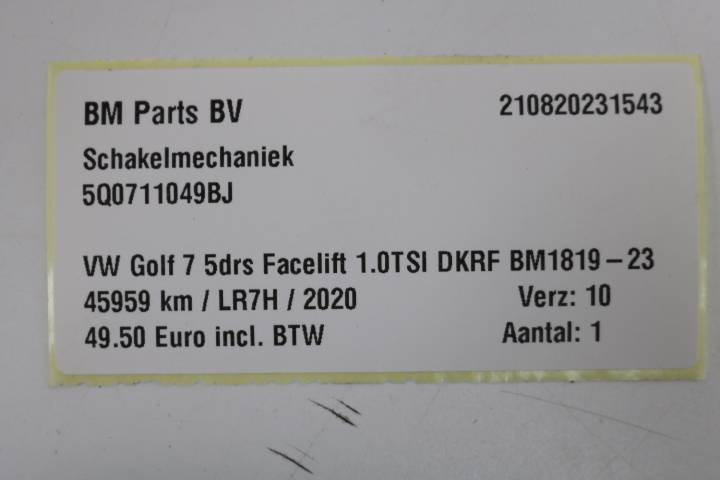 BM Parts BV 210820231543
Schakelmechaniek
5Q0711049BJ
VW Golf 7 5drs Facelift 1.0TSI DKRF BM1819-23
45959 km / LR7H / 2020 Verz: 10
49.50 Euro incl. BTW Aantal: 1